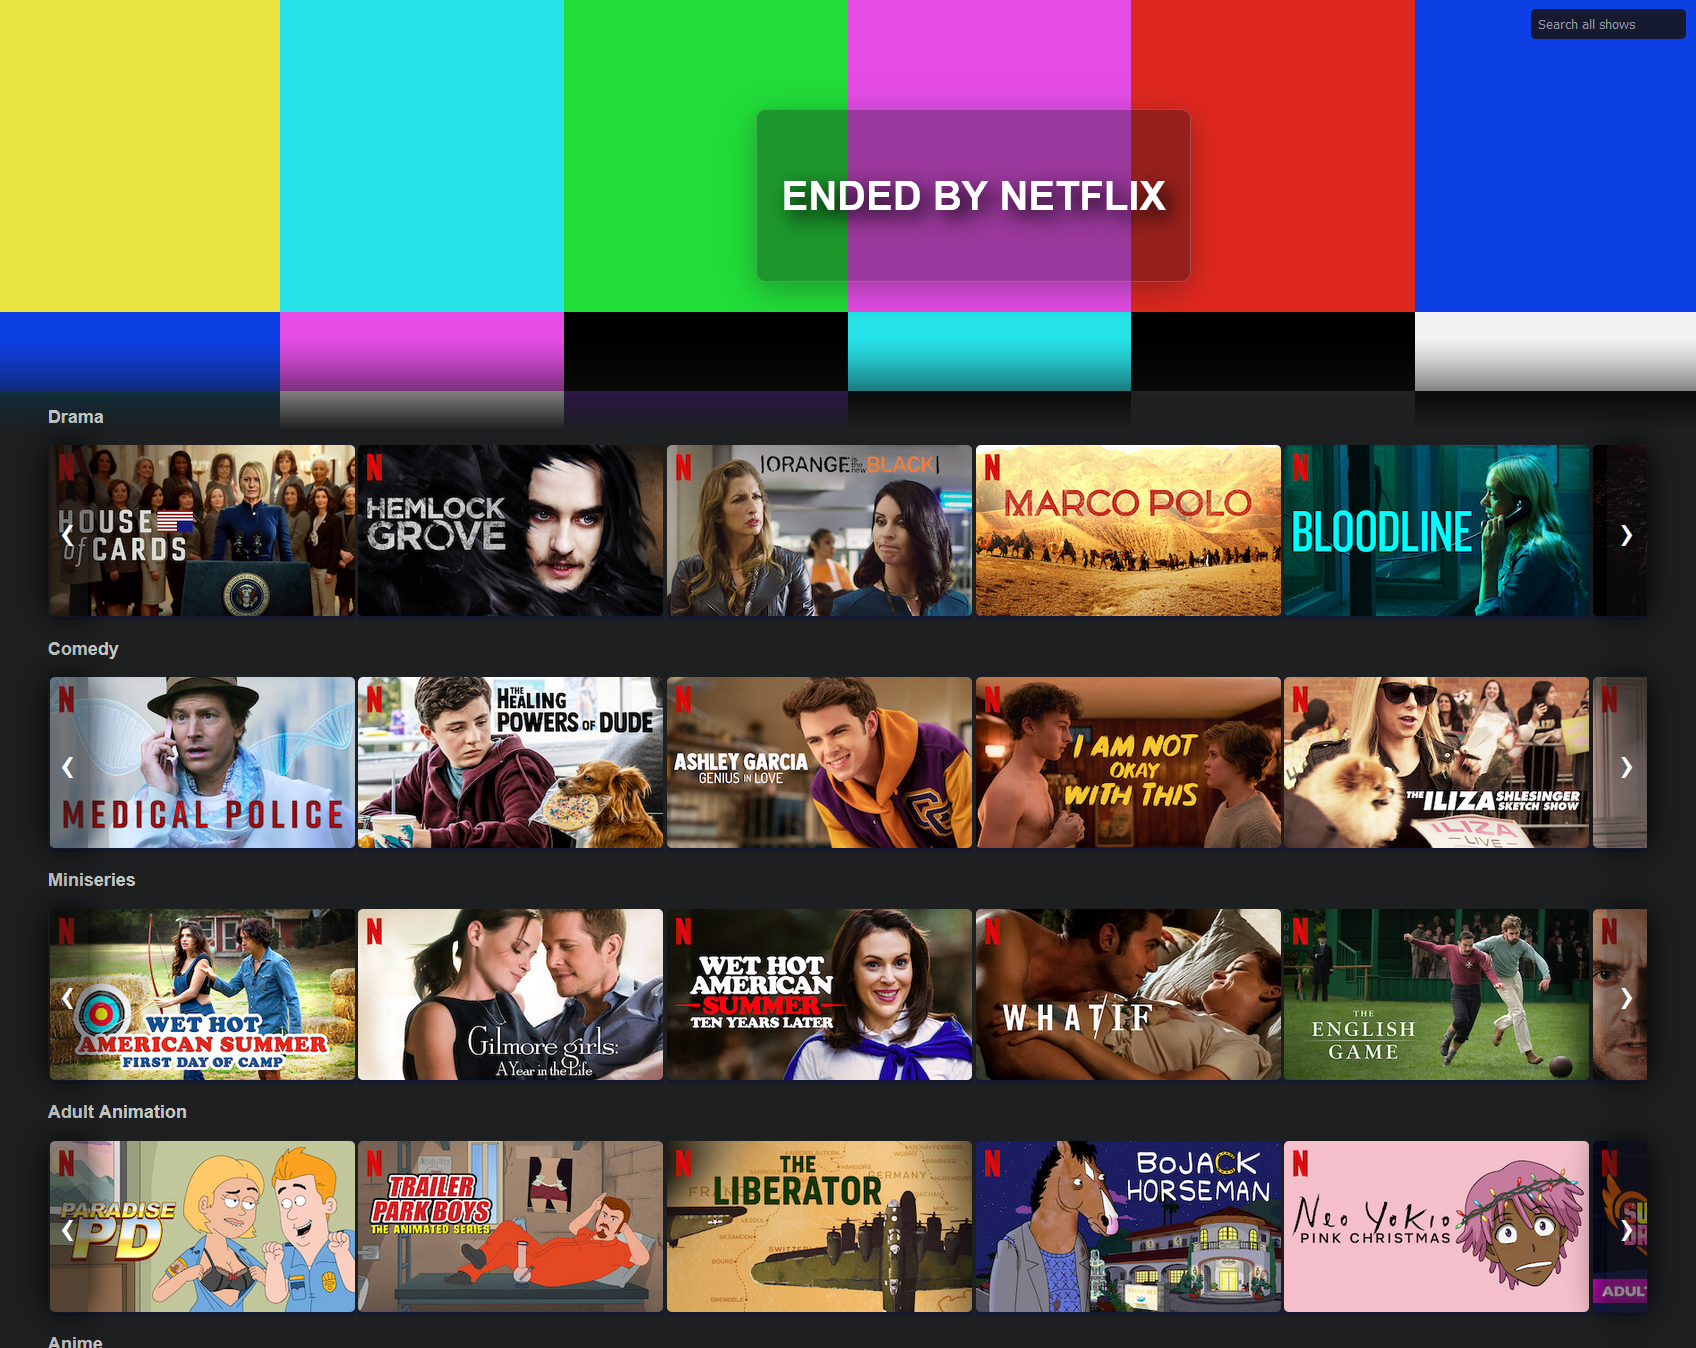 Search all shows
ENDED BY NETFLIX
Drama
HOUSE
of CARDS
HEMLOCK
GROVE
ORANGE is the new BLACK
MARCO POLO
BLOODLINE
Comedy
MEDICAL POLICE
THE
HEALING
POWERS OF DUDE
ASHLEY GARCIA
GENIUS IN LOVE
I AM NOT
OKAY
WITH THIS
THE ILIZA SHLESINGER
SKETCH SHOW
ILIZA
LIVE
Miniseries
WET HOT
AMERICAN SUMMER
FIRST DAY OF CAMP
Gilmore girls:
A Year in the Life
WET HOT
AMERICAN
SUMMER
TEN YEARS LATER
WHAT/IF
THE
ENGLISH
GAME
Adult Animation
PARADISE
PD
TRAILER
PARK BOYS
THE ANIMATED SERIES
THE
LIBERATOR
GERMANY
BOJACK
HORSEMAN
NEO YOKIO
PINK CHRISTMAS
ADUL
Anime